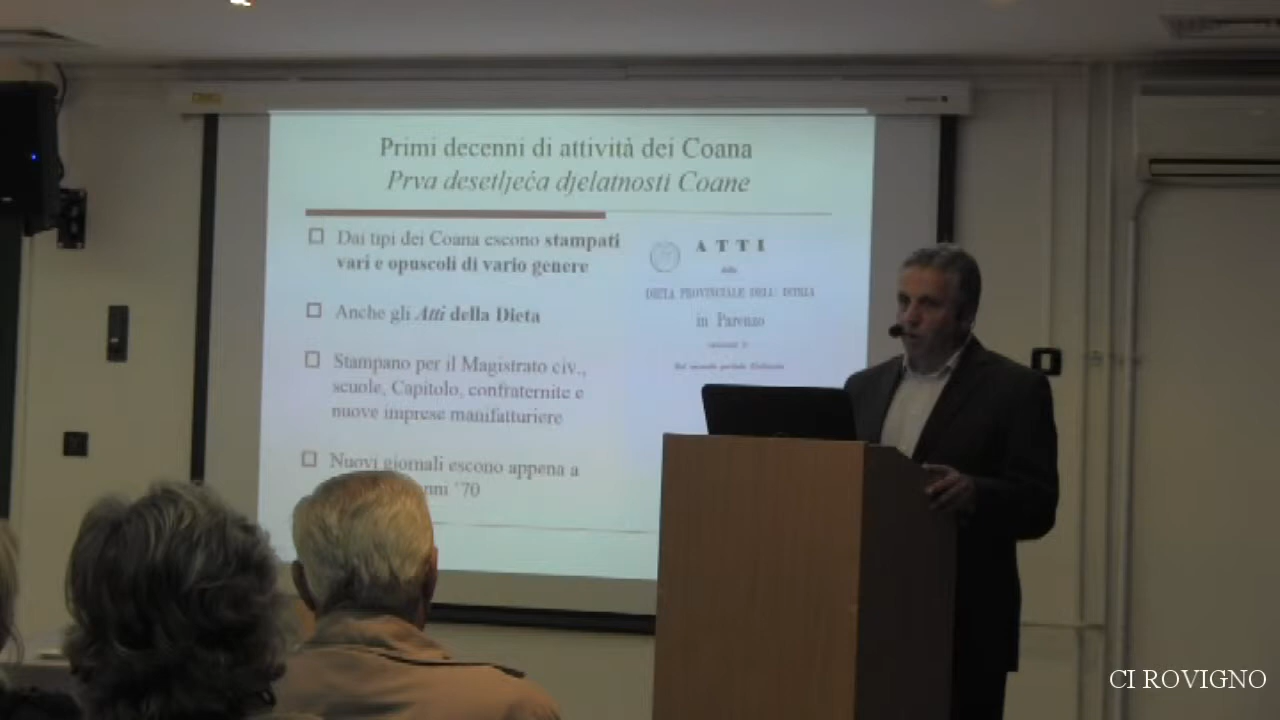 Primi decenni di attività dei Coana
Prva desetljeća djelatnosti Coane
Dai tipi dei Coana escono stampati
vari e opuscoli di vario genere
Anche gli Atti della Dieta
Stampano per il Magistrato civ.,
scuole, Capitolo, confraternite e
nuove imprese manifatturiere
Nuovi giornali escono appena a
anni ´70
ATTI
della
DIETA PROVINCIALE DELL' ISTRIA
in Parenzo
CI ROVIGNO